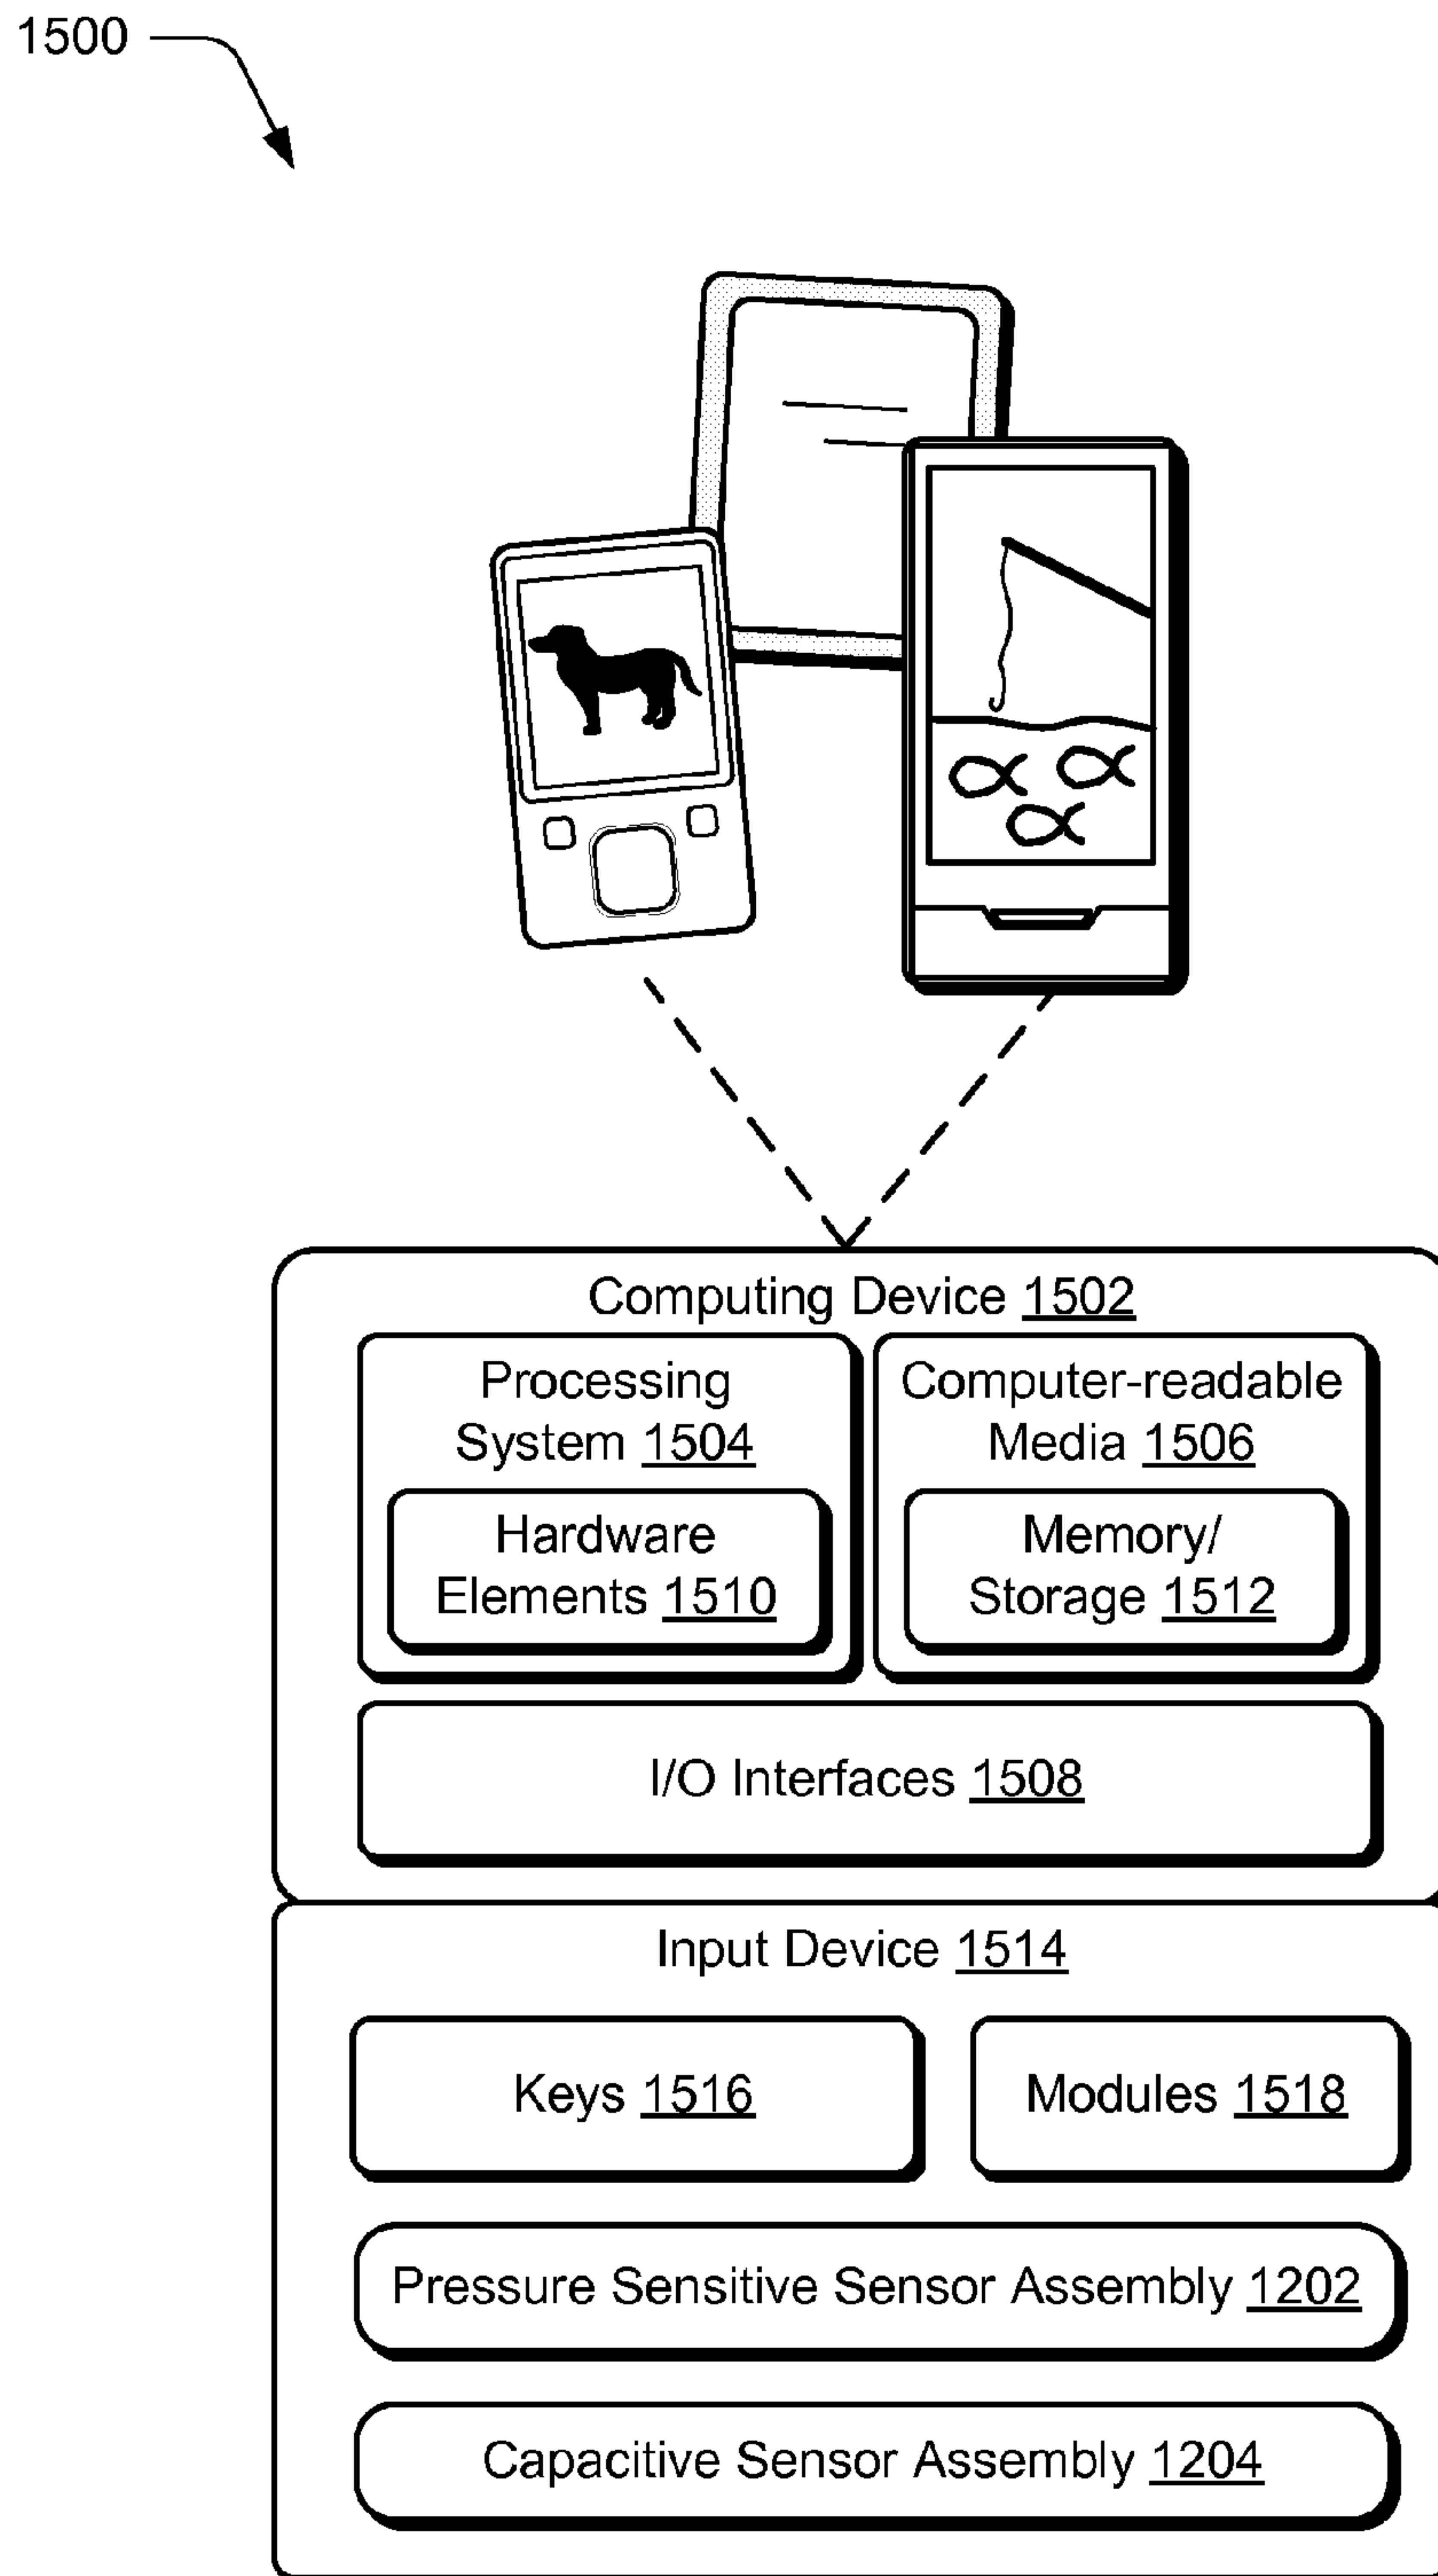 1500
Computing Device 1502
Processing
System 1504
Hardware
Elements 1510
Computer-readable
Media 1506
Memory/
Storage 1512
I/O Interfaces 1508
Input Device 1514
Keys 1516
Modules 1518
Pressure Sensitive Sensor Assembly 1202
Capacitive Sensor Assembly 1204